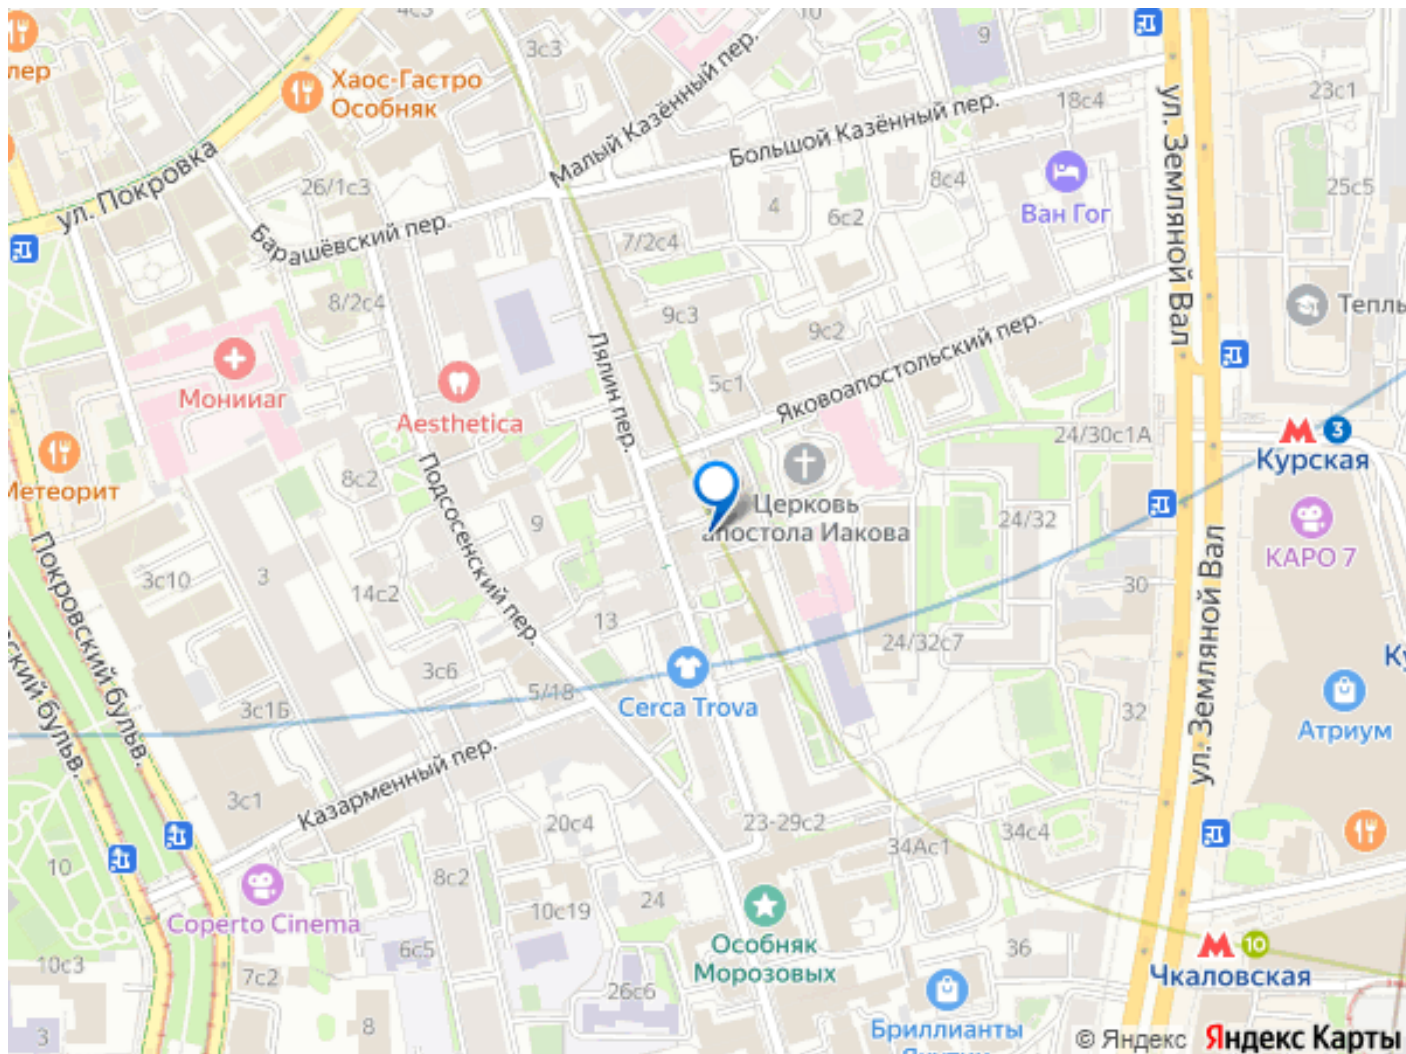 4с3
10
3с3
9
лер
Хаос-Гастро
Особняк
Малый Казённый пер.
Большой Казённый пер.
18с4
23с1
ул. Земляной Вал
ул. Покровка
26/1с3
Барашёвский пер.
4
6с2
8с4
Ван Гог
25с5
7/2с4
8/2с4
9с3
9с2
Яковоапостольский пер.
Лялин пер.
5с1
Монииаг
Aesthetica
24/30с1А
3
Курская
Метеорит
8с2
Подсосенский пер.
9
Церковь
апостола Иакова
24/32
КАРО 7
Покровский бульв.
3с10
3
14с2
13
30
ул. Земляной Вал
24/32с7
3с6
5/18
Cerca Trova
3с1Б
32
Атриум
Казарменный пер.
3с1
20с4
23-29с2
34Ас1
34с4
10
8с2
24
Coperto Cinema
10с19
Особняк
Морозовых
36
10
Чкаловская
10с3
7с2
6с5
26с6
3
8
Бриллианты
© Яндекс
Яндекс Карты